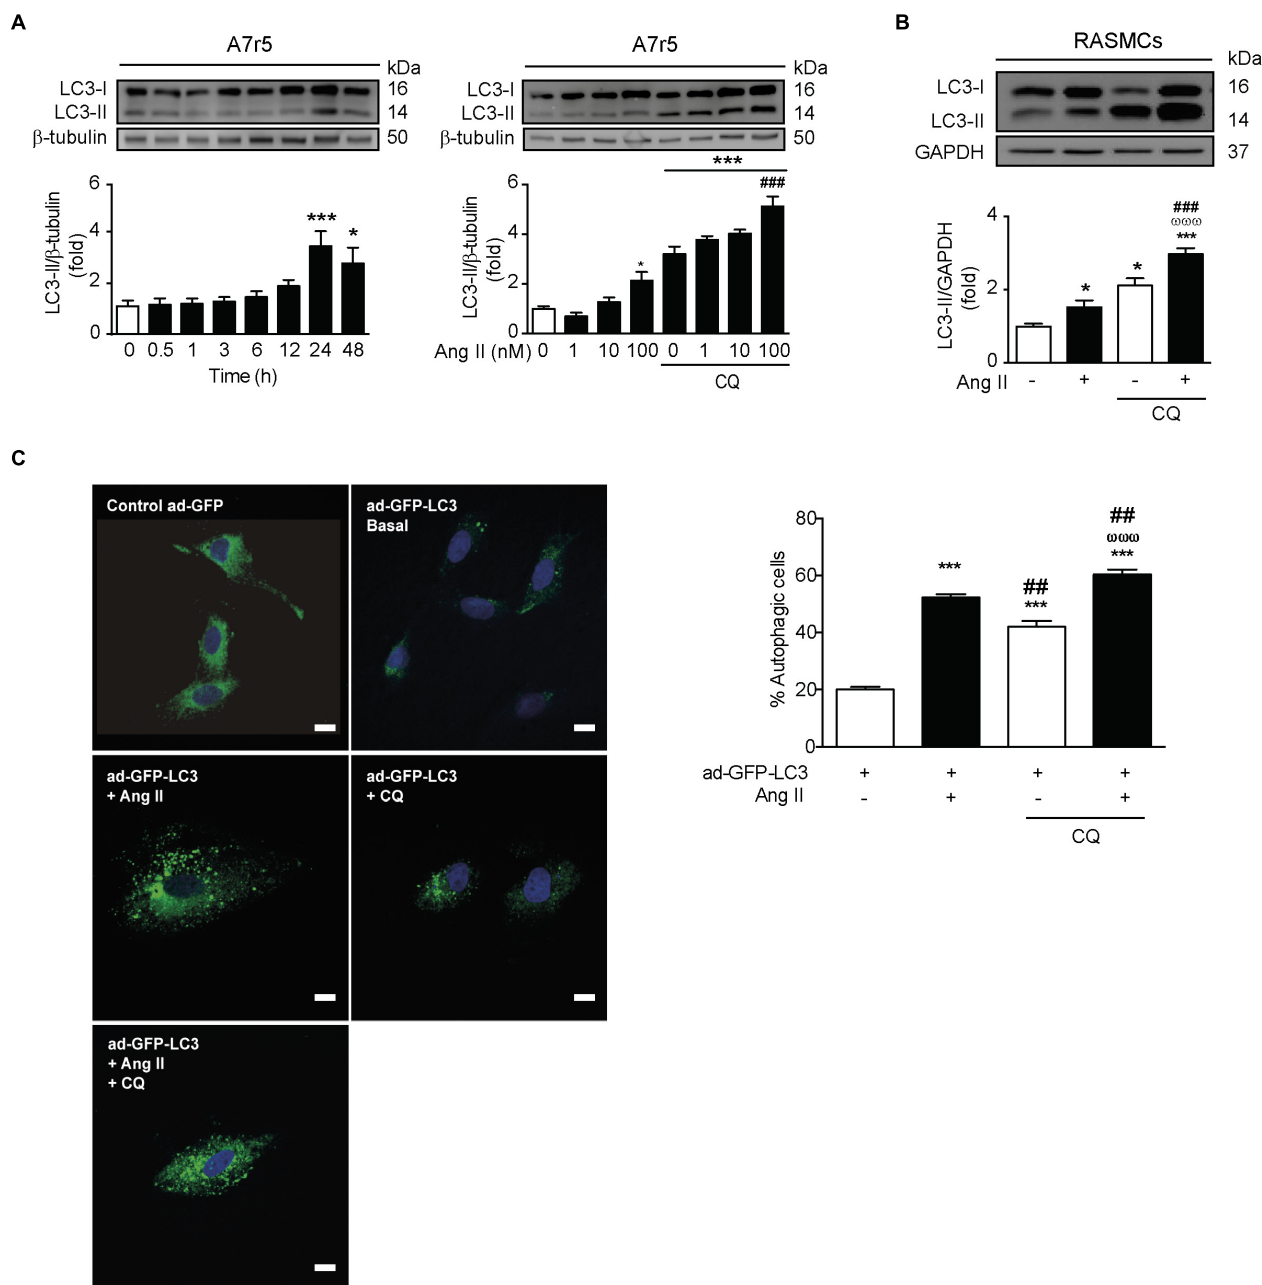 A
A7r5
kDa
LC3-I 16
LC3-II 14
β-tubulin 50
LC3-II/β-tubulin
(fold)
6
4
2
0
***
*
0 0.5 1 3 6 12 24 48
Time (h)
A7r5
kDa
LC3-I 16
LC3-II 14
β-tubulin 50
LC3-II/β-tubulin
(fold)
6
4
2
0
***
###
*
Ang II (nM) 0 1 10 100 0 1 10 100
CQ
B
RASMCs
kDa
LC3-I 16
LC3-II 14
GAPDH 37
LC3-II/GAPDH
(fold)
4
2
0
*
*
###
ωωω
***
Ang II - + - +
CQ
C
Control ad-GFP
ad-GFP-LC3
Basal
ad-GFP-LC3
+ Ang II
ad-GFP-LC3
+ CQ
ad-GFP-LC3
+ Ang II
+ CQ
% Autophagic cells
80
60
40
20
0
***
##
***
##
ωωω
***
ad-GFP-LC3 + + + +
Ang II - + - +
CQ